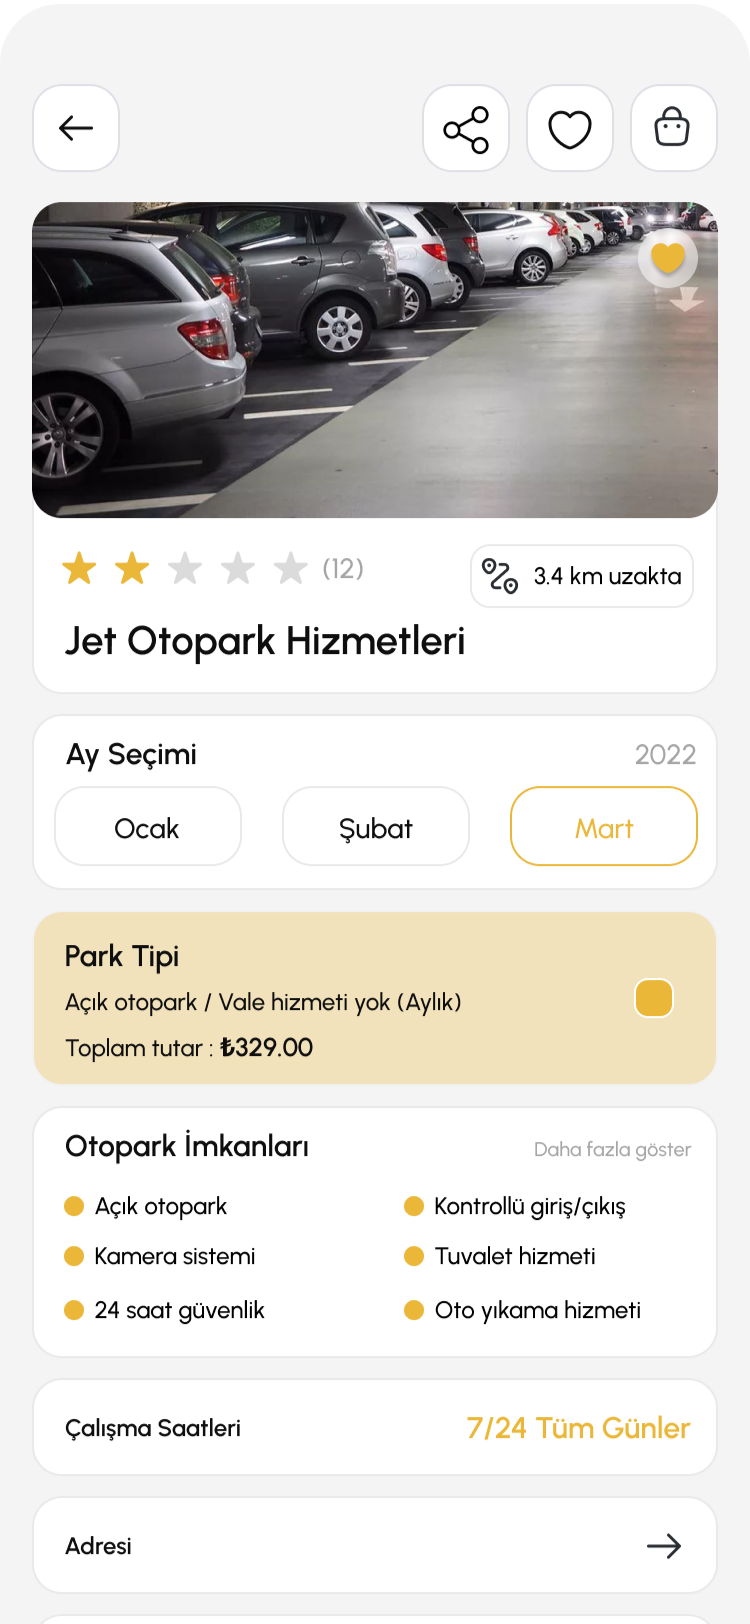 (12)
3.4 km uzakta
Jet Otopark Hizmetleri
Ay Seçimi
2022
Ocak
Şubat
Mart
Park Tipi
Açık otopark / Vale hizmeti yok (Aylık)
Toplam tutar : ₺329.00
Otopark İmkanları
Daha fazla göster
Açık otopark
Kontrollü giriş/çıkış
Kamera sistemi
Tuvalet hizmeti
24 saat güvenlik
Oto yıkama hizmeti
Çalışma Saatleri
7/24 Tüm Günler
Adresi